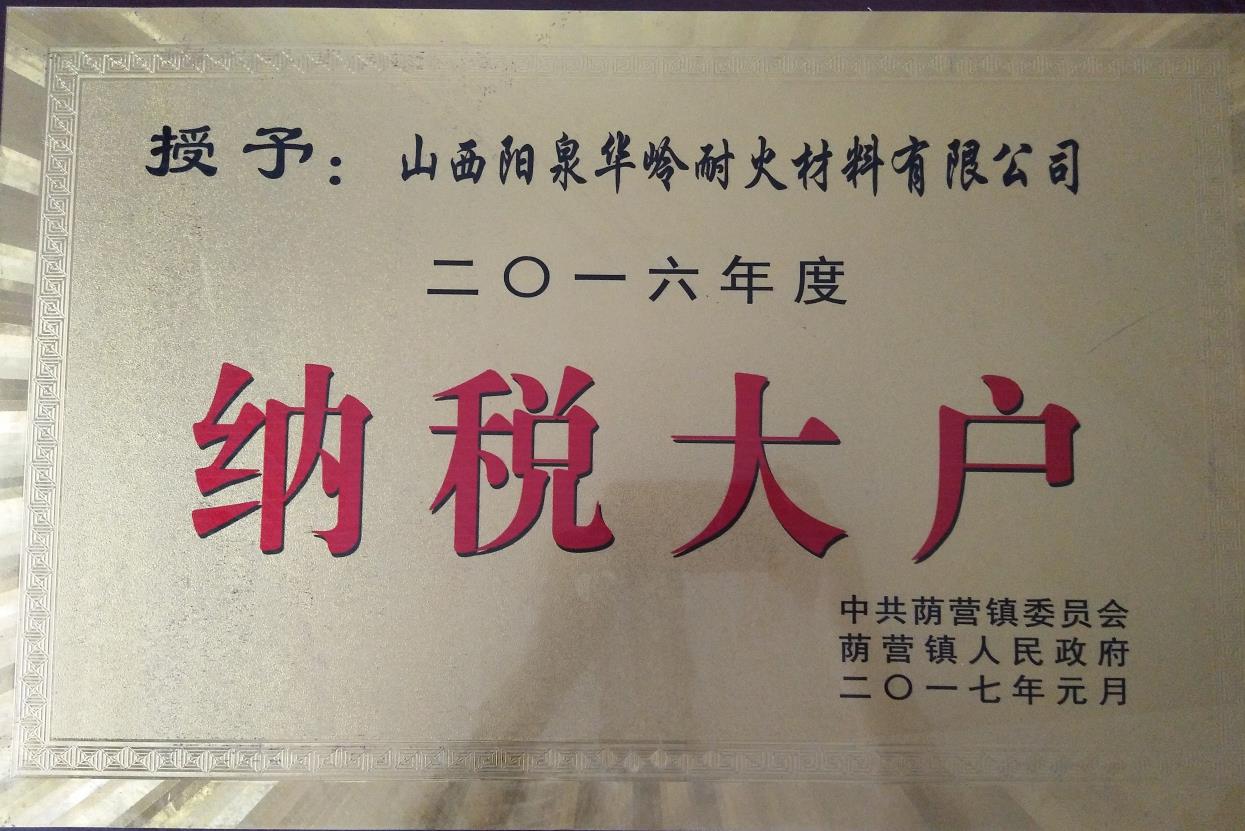 授予：山西阳泉华岭耐火材料有限公司
二〇一六年度
纳税大户
中共荫营镇委员会
荫营镇人民政府
二〇一七年元月